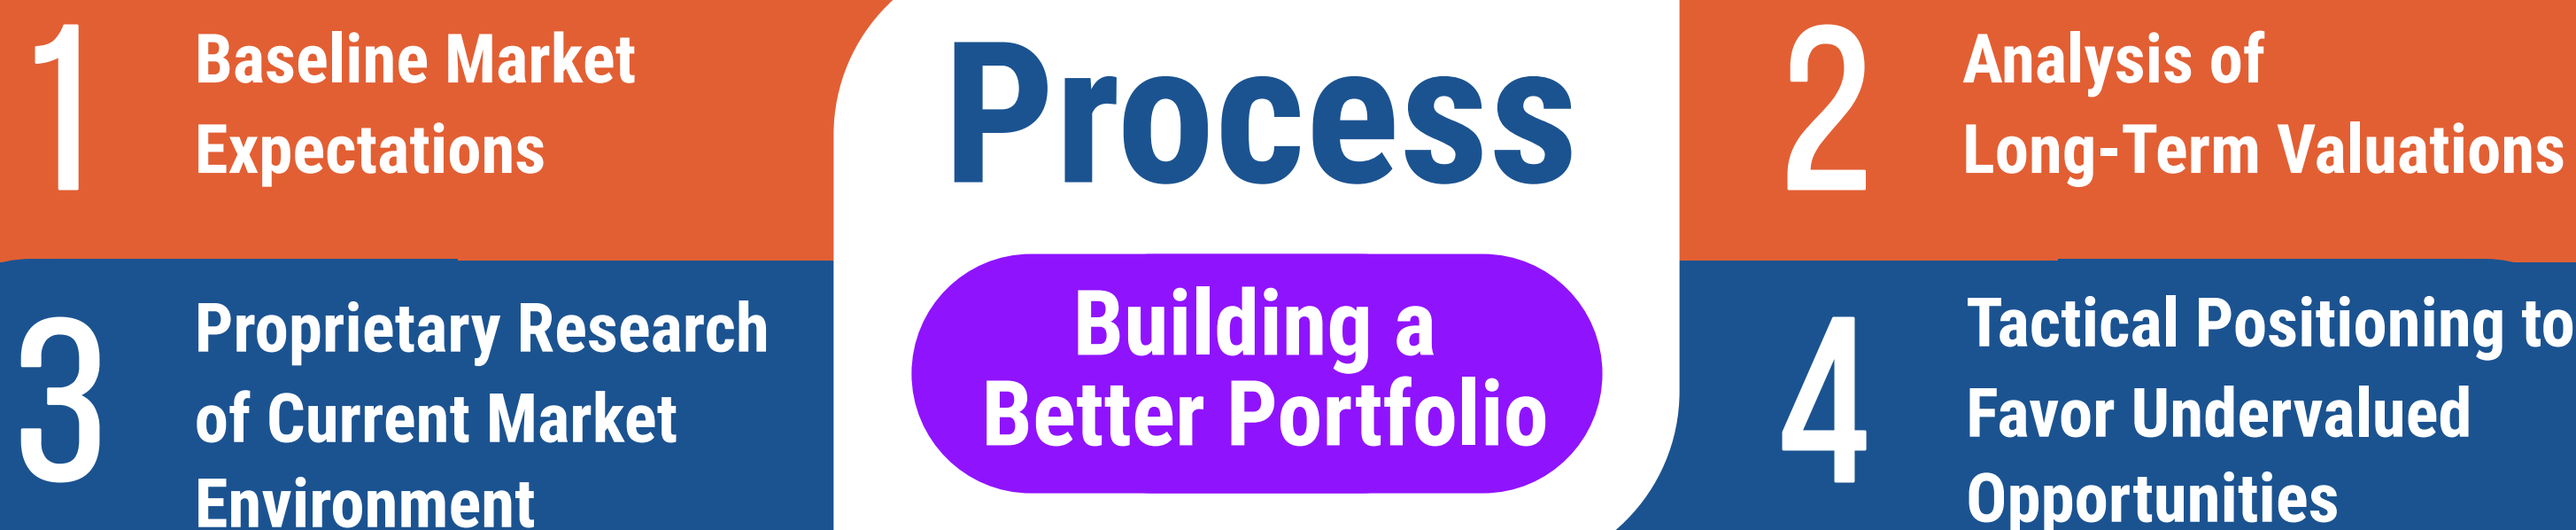 1
Baseline Market
Expectations
Process
Building a
Better Portfolio
2
Analysis of
Long-Term Valuations
3
Proprietary Research
of Current Market
Environment
4
Tactical Positioning to
Favor Undervalued
Opportunities